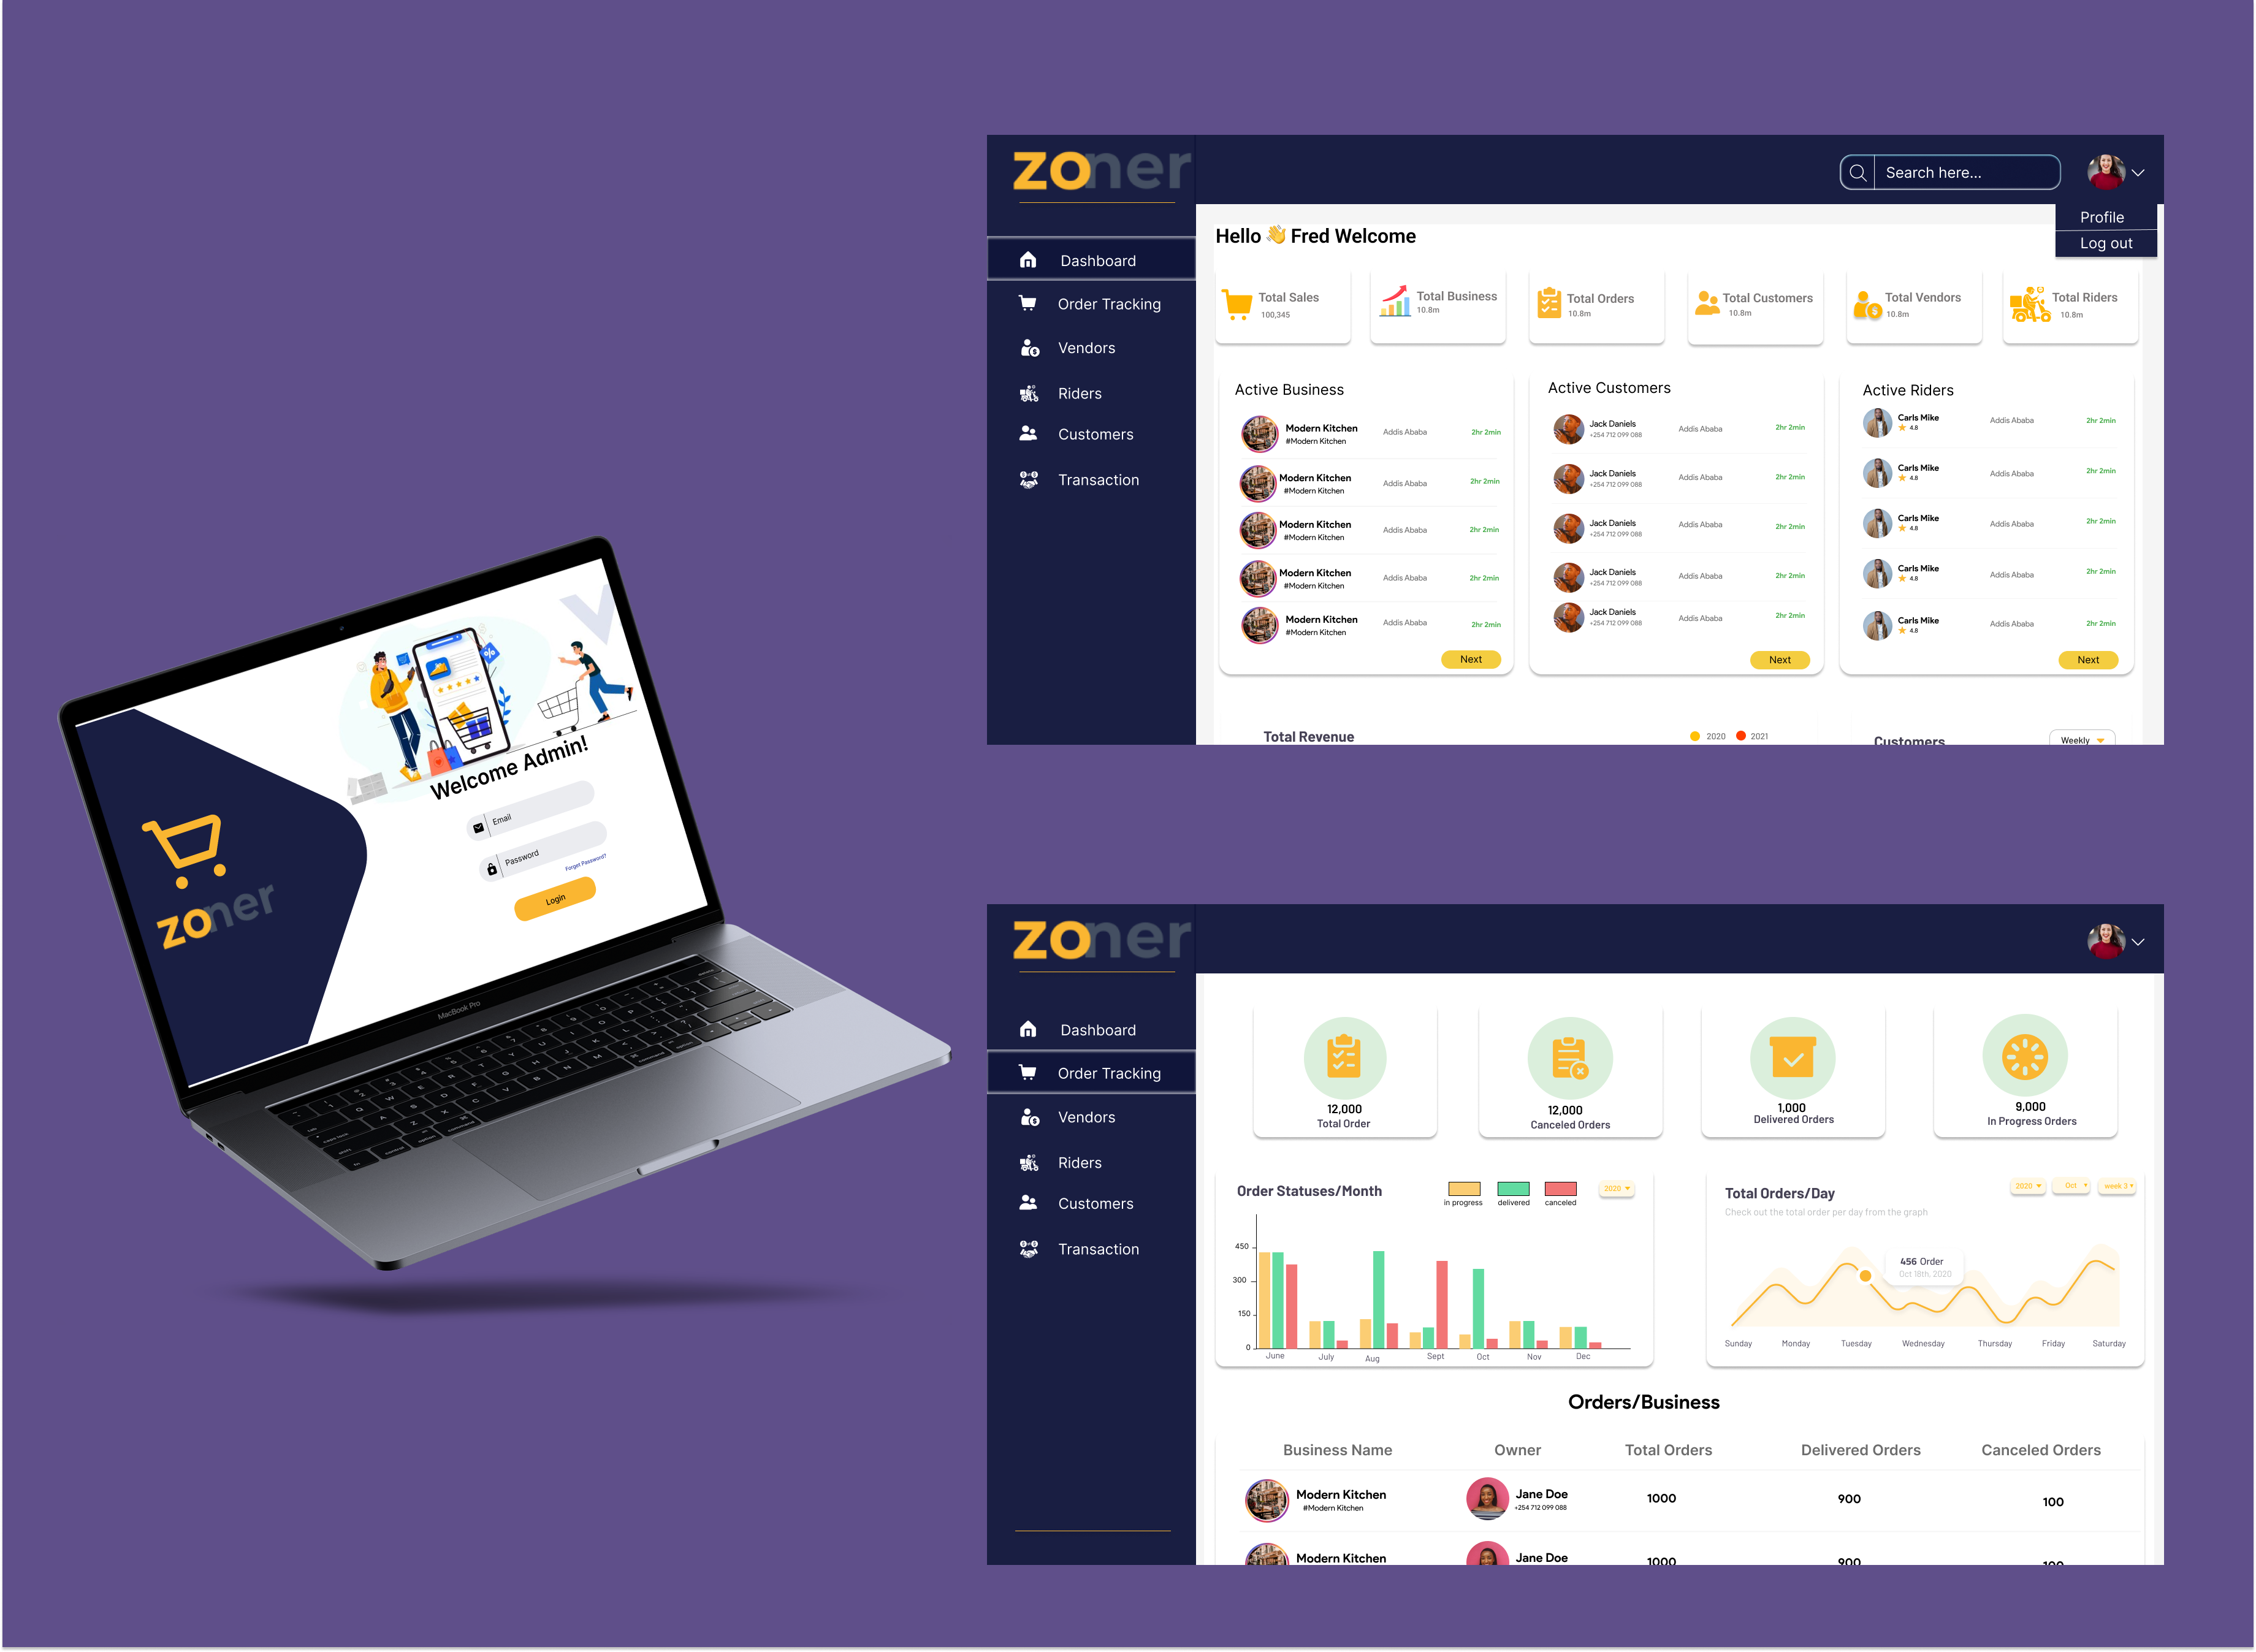 Welcome Admin!
Email
Password
Forget Password?
Login
zoner
MacBook Pro
zoner
Search here...
Profile
Log out
Dashboard
Order Tracking
Vendors
Riders
Customers
Transaction
Hello 👋 Fred Welcome
Total Sales
100,345
Total Business
10.8m
Total Orders
10.8m
Total Customers
10.8m
Total Vendors
10.8m
Total Riders
10.8m
Active Business
Modern Kitchen Addis Ababa 2hr 2min
#Modern Kitchen
Modern Kitchen Addis Ababa 2hr 2min
#Modern Kitchen
Modern Kitchen Addis Ababa 2hr 2min
#Modern Kitchen
Modern Kitchen Addis Ababa 2hr 2min
#Modern Kitchen
Modern Kitchen Addis Ababa 2hr 2min
#Modern Kitchen
Next
Active Customers
Jack Daniels Addis Ababa 2hr 2min
+254 712 099 088
Jack Daniels Addis Ababa 2hr 2min
+254 712 099 088
Jack Daniels Addis Ababa 2hr 2min
+254 712 099 088
Jack Daniels Addis Ababa 2hr 2min
+254 712 099 088
Jack Daniels Addis Ababa 2hr 2min
+254 712 099 088
Next
Active Riders
Carls Mike Addis Ababa 2hr 2min
4.8
Carls Mike Addis Ababa 2hr 2min
4.8
Carls Mike Addis Ababa 2hr 2min
4.8
Carls Mike Addis Ababa 2hr 2min
4.8
Carls Mike Addis Ababa 2hr 2min
4.8
Next
Total Revenue 2020 2021
Customers Weekly
zoner
Dashboard
Order Tracking
Vendors
Riders
Customers
Transaction
12,000
Total Order
12,000
Canceled Orders
1,000
Delivered Orders
9,000
In Progress Orders
Order Statuses/Month
in progress delivered canceled
2020
450
300
150
0
June July Aug Sept Oct Nov Dec
Total Orders/Day
2020 Oct week 3
Check out the total order per day from the graph
456 Order
Oct 18th, 2020
Sunday Monday Tuesday Wednesday Thursday Friday Saturday
Orders/Business
Business Name Owner Total Orders Delivered Orders Canceled Orders
Modern Kitchen Jane Doe 1000 900 100
#Modern Kitchen +254 712 099 088
Modern Kitchen Jane Doe 1000 900 100